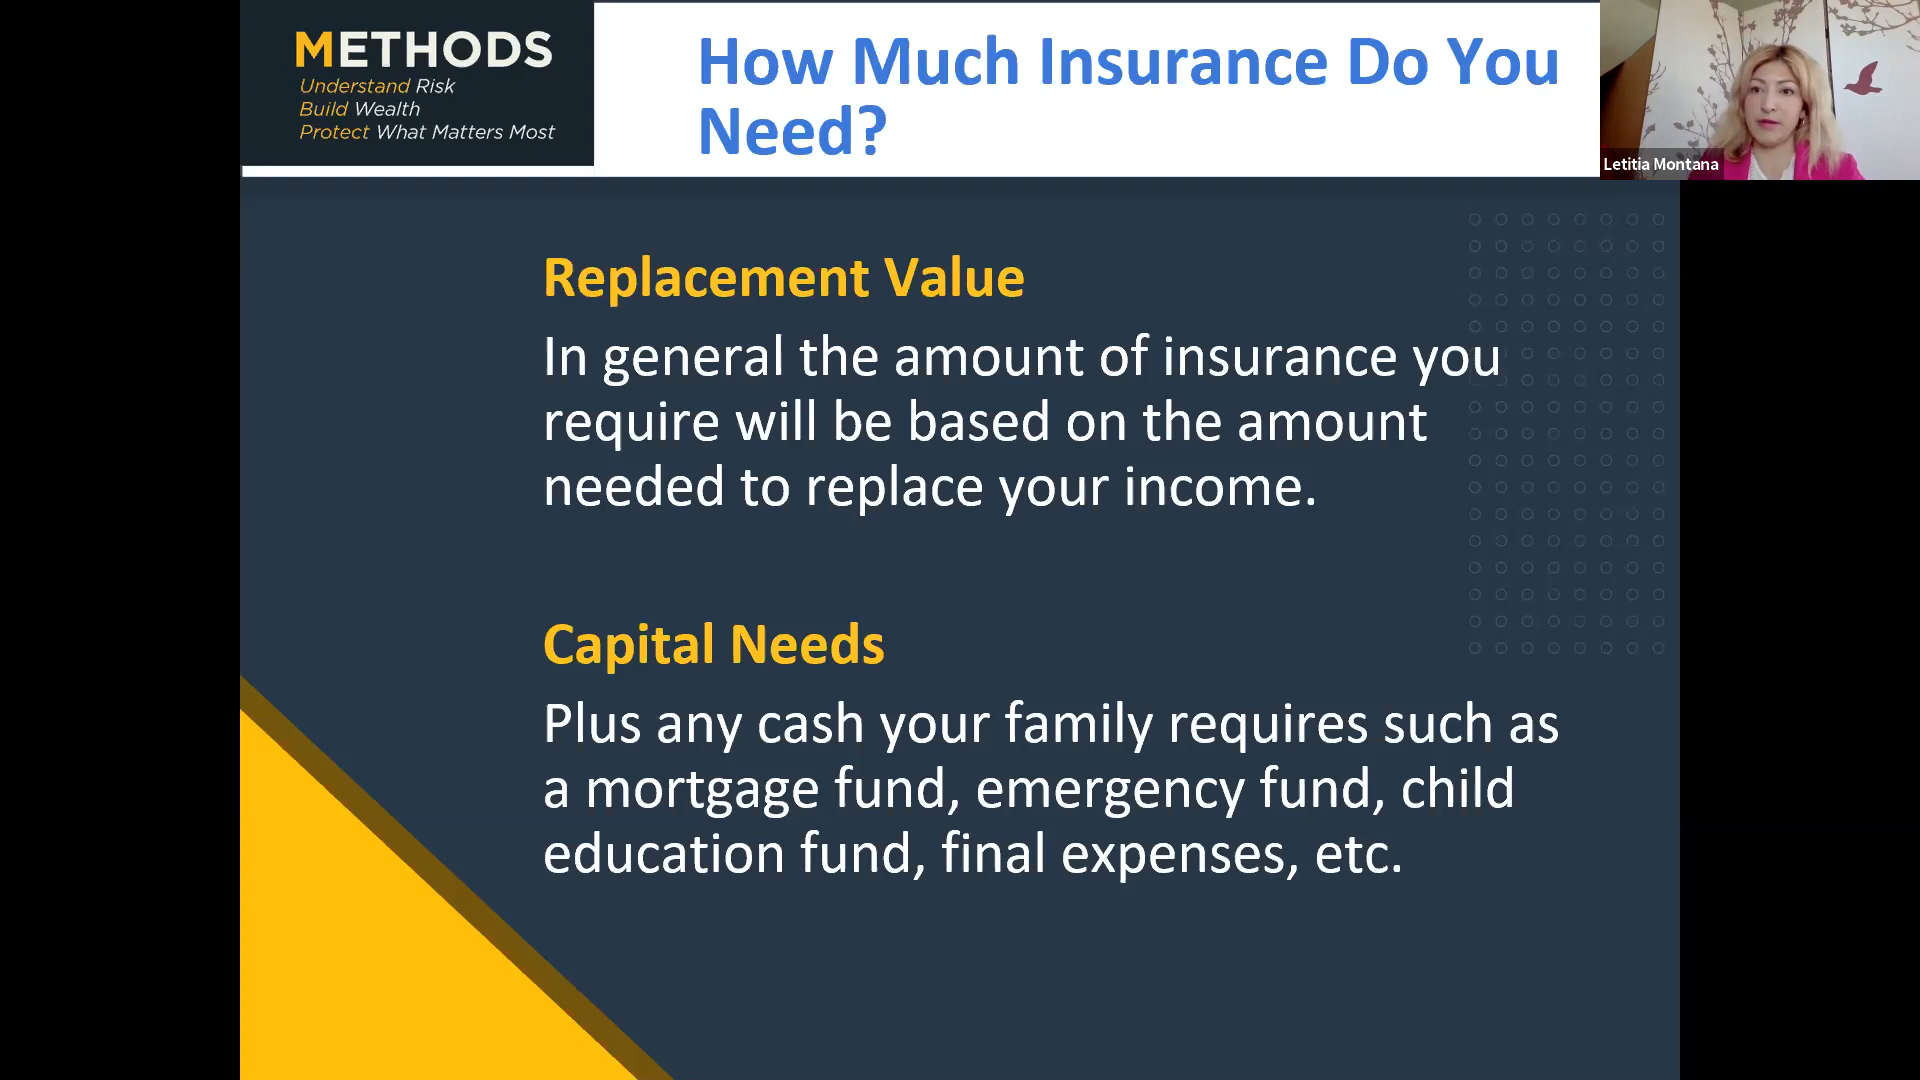 METHODS
Understand Risk
Build Wealth
Protect What Matters Most
How Much Insurance Do You
Need?
Letitia Montana
Replacement Value
In general the amount of insurance you
require will be based on the amount
needed to replace your income.
Capital Needs
Plus any cash your family requires such as
a mortgage fund, emergency fund, child
education fund, final expenses, etc.